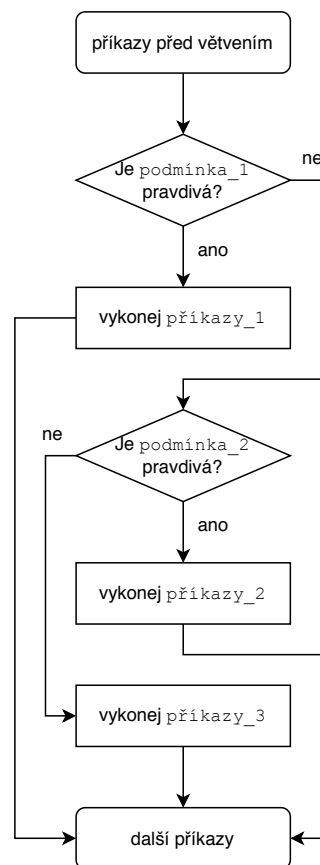 příkazy před větvením
Je podmínka_1
pravdivá?
ne
ano
vykonej příkazy_1
ne
Je podmínka_2
pravdivá?
ano
vykonej příkazy_2
vykonej příkazy_3
další příkazy